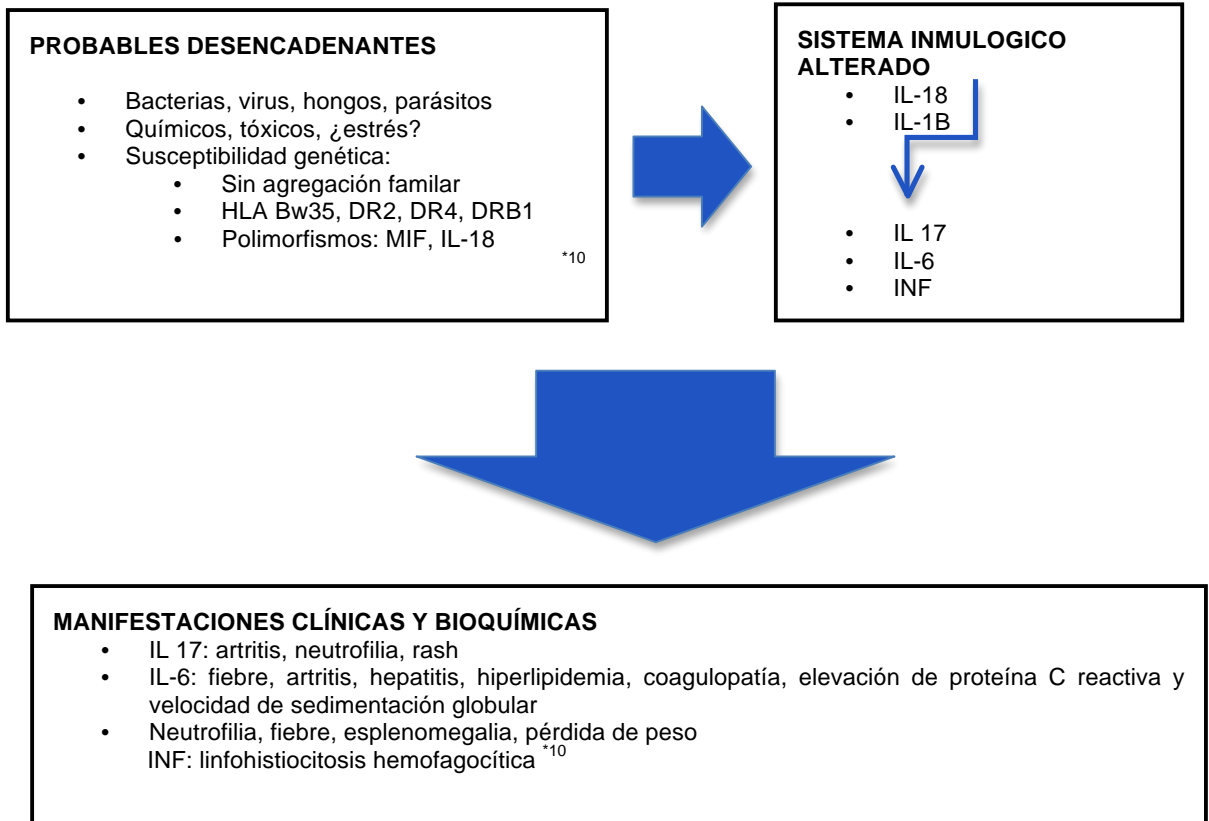 PROBABLES DESENCADENANTES
• Bacterias, virus, hongos, parásitos
• Químicos, tóxicos, ¿estrés?
• Susceptibilidad genética:
• Sin agregación familar
• HLA Bw35, DR2, DR4, DRB1
• Polimorfismos: MIF, IL-18
*10
SISTEMA INMULOGICO
ALTERADO
• IL-18
• IL-1B
• IL 17
• IL-6
• INF
MANIFESTACIONES CLÍNICAS Y BIOQUÍMICAS
• IL 17: artritis, neutrofilia, rash
• IL-6: fiebre, artritis, hepatitis, hiperlipidemia, coagulopatía, elevación de proteína C reactiva y
velocidad de sedimentación globular
• Neutrofilia, fiebre, esplenomegalia, pérdida de peso
INF: linfohistiocitosis hemofagocítica *10